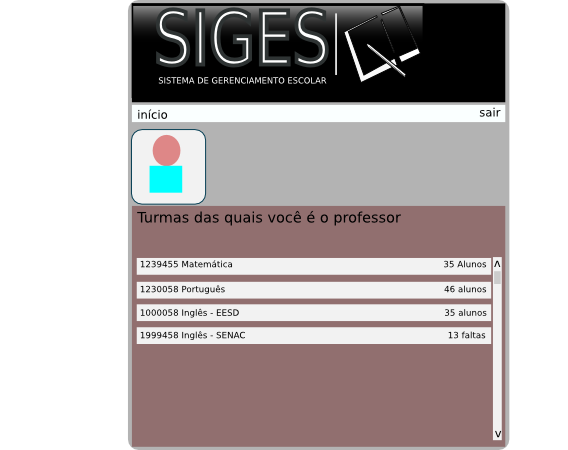 SIGES
SISTEMA DE GERENCIAMENTO ESCOLAR
início sair
Turmas das quais você é o professor
1239455 Matemática 35 Alunos
1230058 Português 46 alunos
1000058 Inglês - EESD 35 alunos
1999458 Inglês - SENAC 13 faltas